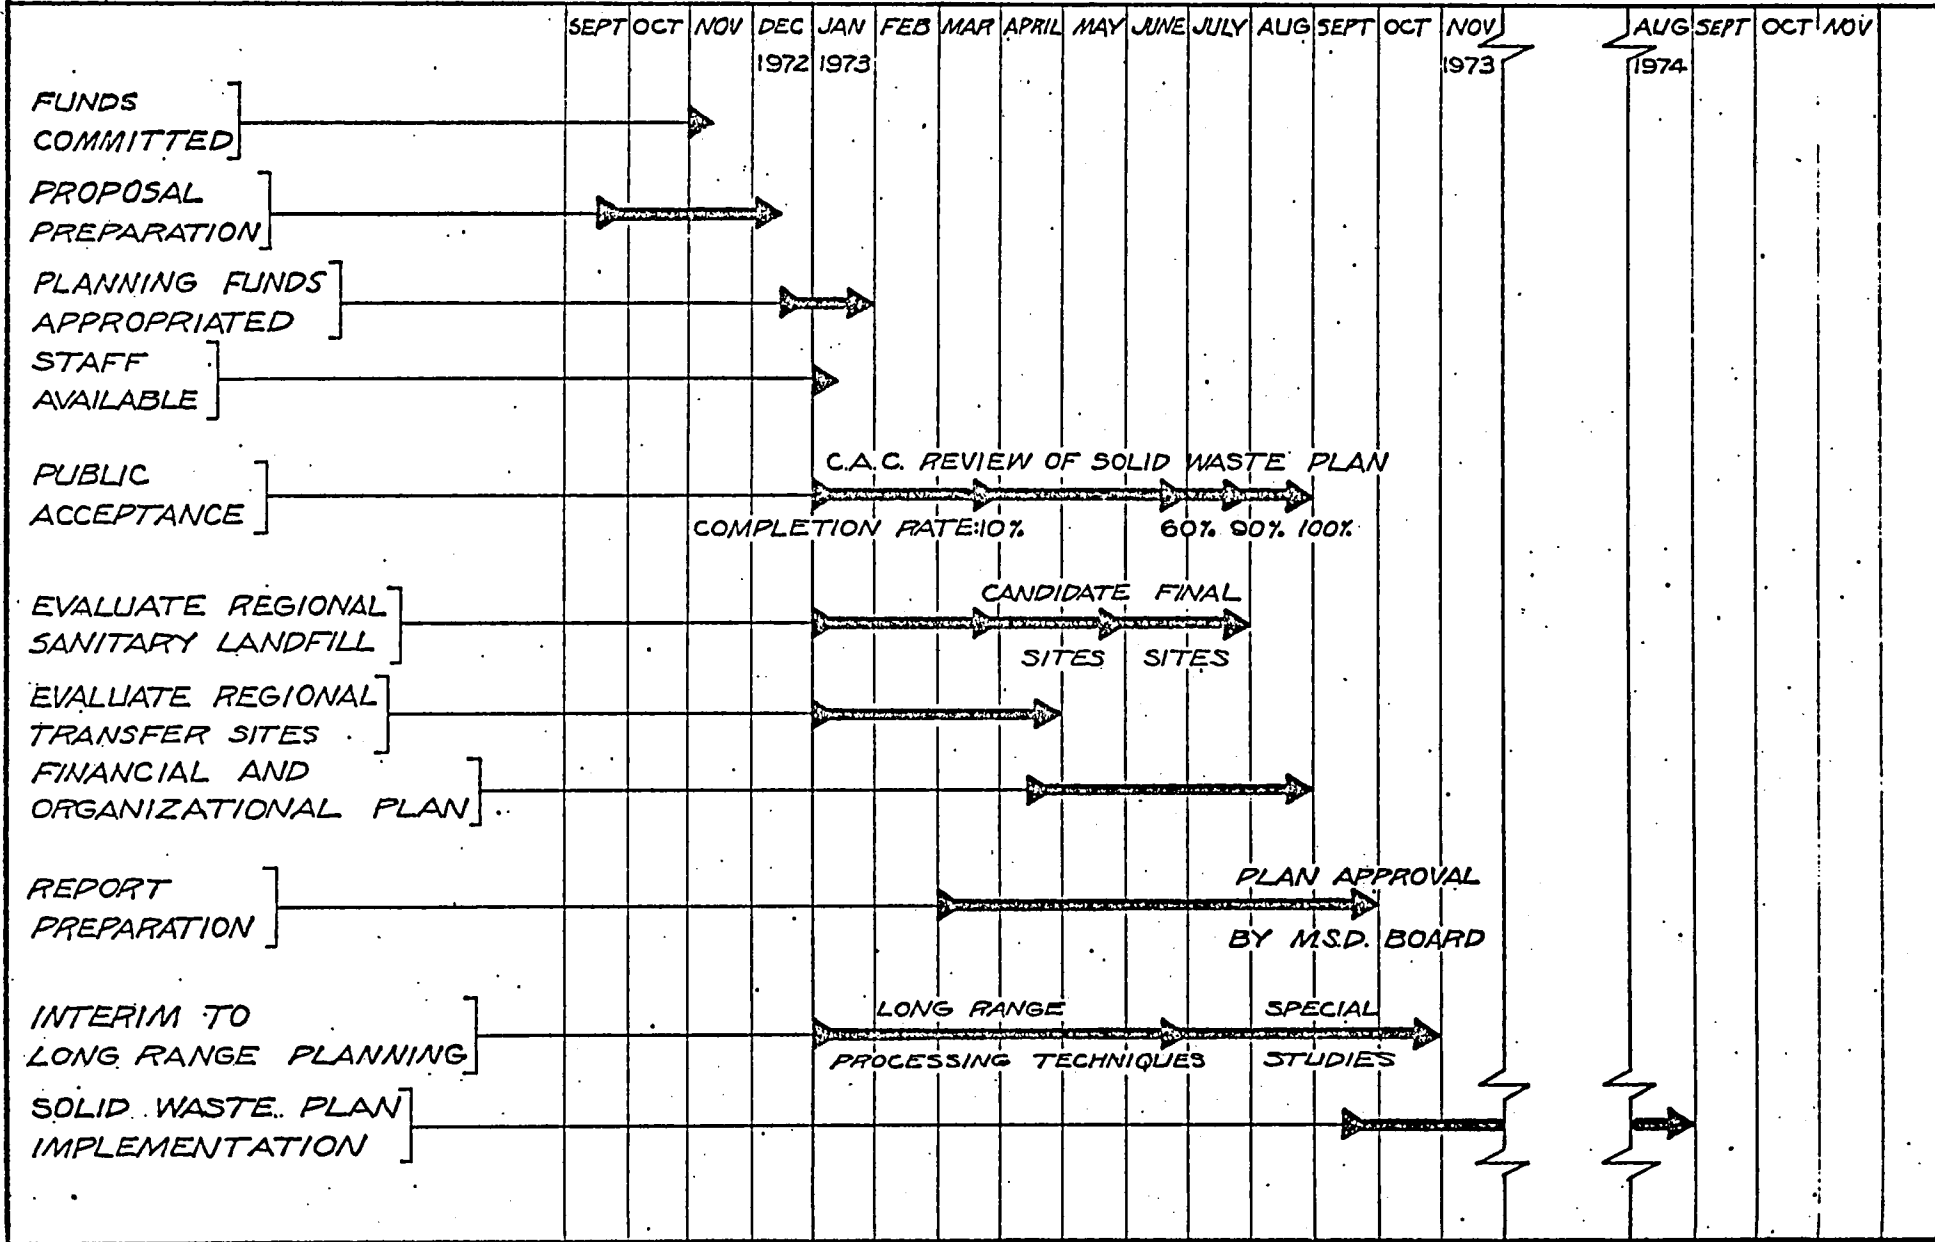 SEPT OCT NOV DEC JAN FEB MAR APRIL MAY JUNE JULY AUG SEPT OCT NOV AUG SEPT OCT NOV
1972 1973 1973 1974
FUNDS
COMMITTED
PROPOSAL
PREPARATION
PLANNING FUNDS
APPROPRIATED
STAFF
AVAILABLE
PUBLIC
ACCEPTANCE
C.A.C. REVIEW OF SOLID WASTE PLAN
COMPLETION RATE:10% 60% 90% 100%
EVALUATE REGIONAL
SANITARY LANDFILL
CANDIDATE FINAL
SITES SITES
EVALUATE REGIONAL
TRANSFER SITES
FINANCIAL AND
ORGANIZATIONAL PLAN
REPORT
PREPARATION
PLAN APPROVAL
BY M.S.D. BOARD
INTERIM TO
LONG RANGE PLANNING
LONG RANGE SPECIAL
PROCESSING TECHNIQUES STUDIES
SOLID WASTE PLAN
IMPLEMENTATION